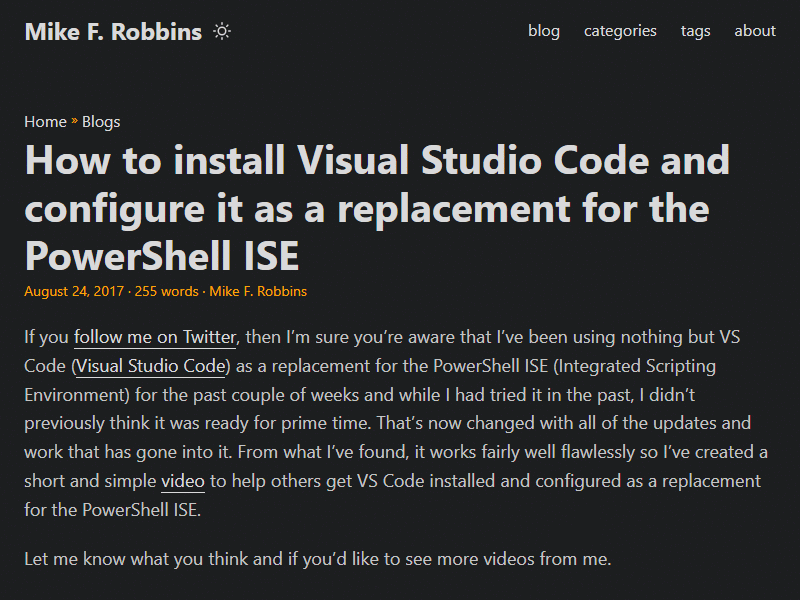 Mike F. Robbins
blog categories tags about
Home » Blogs
How to install Visual Studio Code and
configure it as a replacement for the
PowerShell ISE
August 24, 2017 · 255 words · Mike F. Robbins
If you follow me on Twitter, then I’m sure you’re aware that I’ve been using nothing but VS
Code (Visual Studio Code) as a replacement for the PowerShell ISE (Integrated Scripting
Environment) for the past couple of weeks and while I had tried it in the past, I didn’t
previously think it was ready for prime time. That’s now changed with all of the updates and
work that has gone into it. From what I’ve found, it works fairly well flawlessly so I’ve created a
short and simple video to help others get VS Code installed and configured as a replacement
for the PowerShell ISE.
Let me know what you think and if you’d like to see more videos from me.